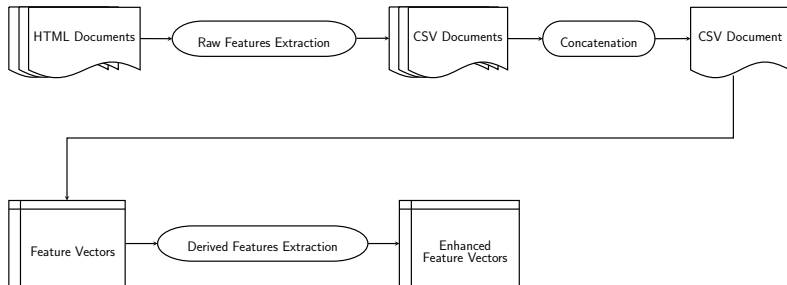 HTML Documents
Raw Features Extraction
CSV Documents
Concatenation
CSV Document
Feature Vectors
Derived Features Extraction
Enhanced
Feature Vectors